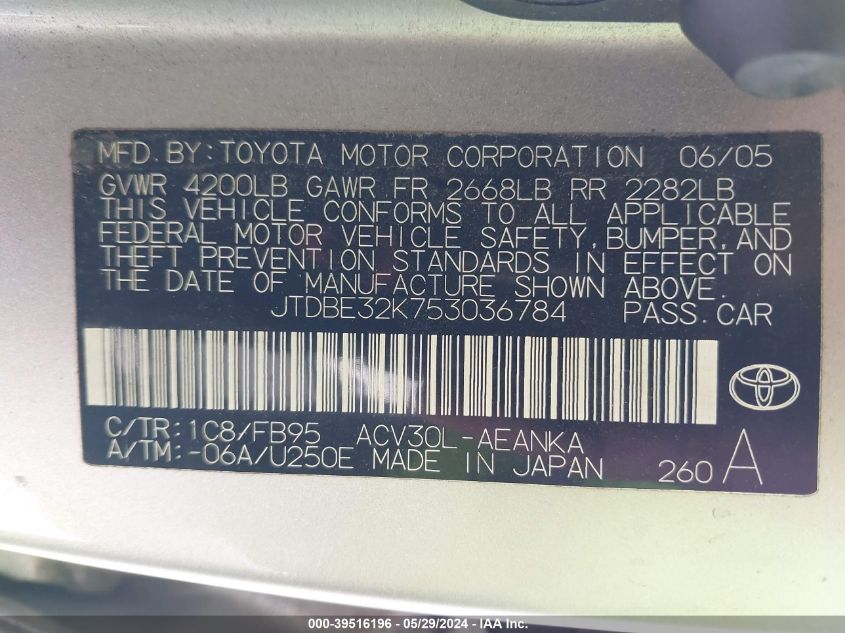 MFD. BY: TOYOTA MOTOR CORPORATION 06/05
GVWR 4200LB GAWR FR 2668LB RR 2282LB
THIS VEHICLE CONFORMS TO ALL APPLICABLE
FEDERAL MOTOR VEHICLE SAFETY, BUMPER, AND
THEFT PREVENTION STANDARDS IN EFFECT ON
THE DATE OF MANUFACTURE SHOWN ABOVE.
JTDBE32K753036784 PASS. CAR
C/TR: 1C8/FB95 ACV30L-AEANKA
A/TM: -06A/U250E MADE IN JAPAN 260 A
000-39516196 - 05/29/2024 - IAA Inc.